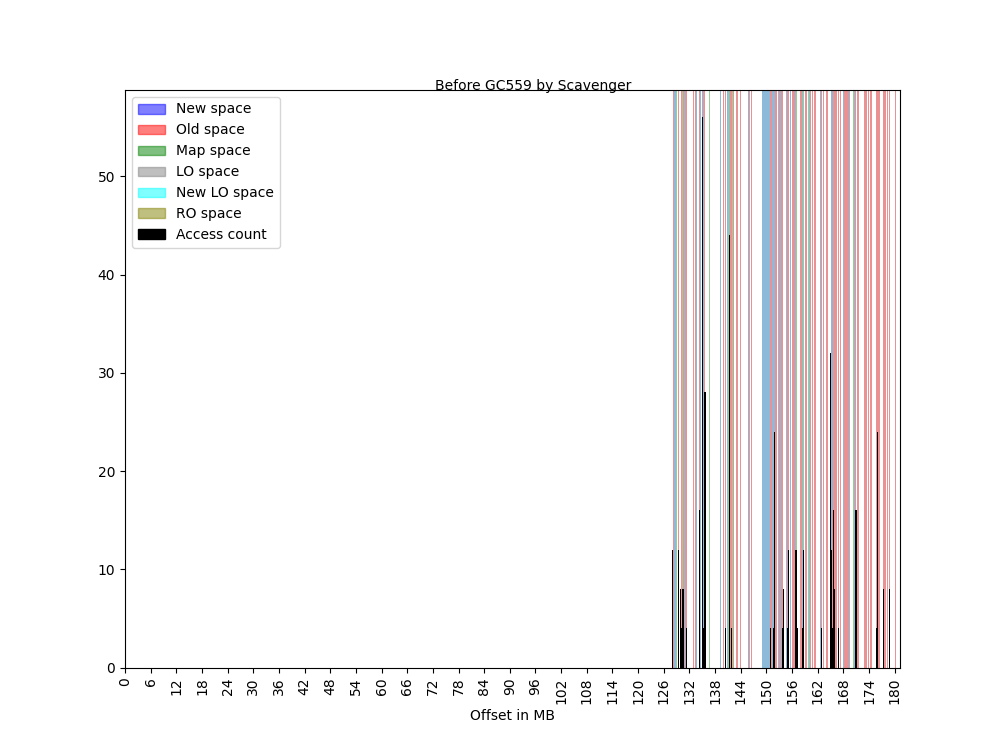 Before GC559 by Scavenger
New space
Old space
Map space
LO space
New LO space
RO space
Access count
50
40
30
20
10
0
0 6 12 18 24 30 36 42 48 54 60 66 72 78 84 90 96 102 108 114 120 126 132 138 144 150 156 162 168 174 180
Offset in MB